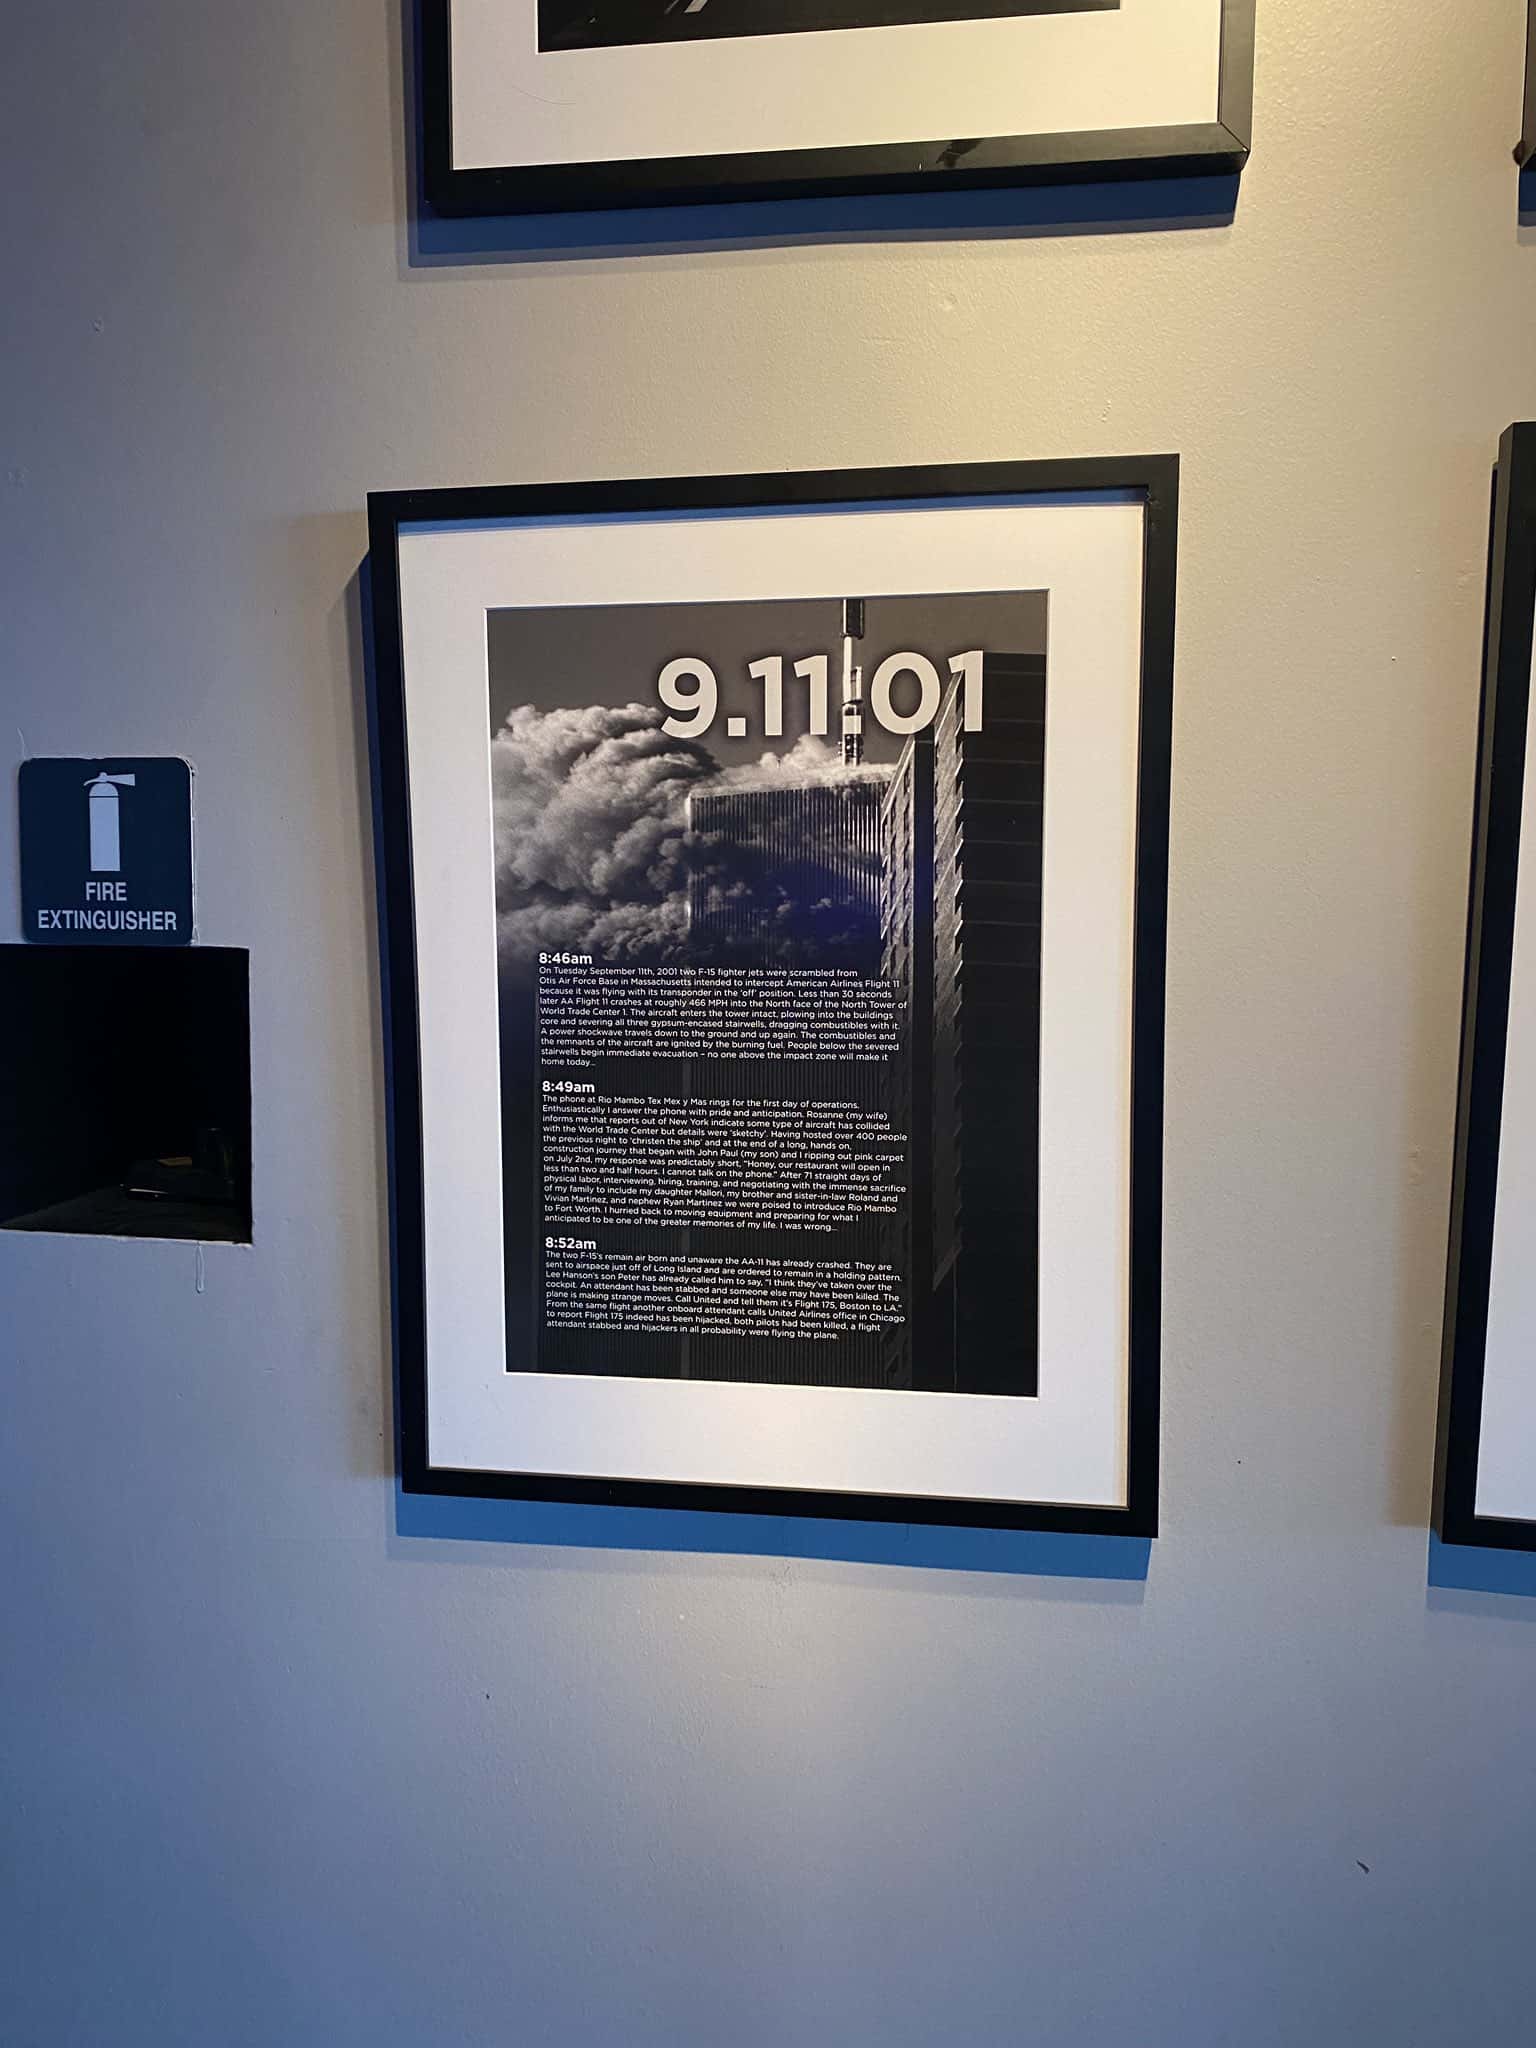 9.11.01
FIRE
EXTINGUISHER
8:46am
On Tuesday September 11th, 2001 two F-15 fighter jets were scrambled from
Otis Air Force Base in Massachusetts intended to intercept American Airlines Flight 11
because it was flying with its transponder in the 'off' position. Less than 30 seconds
later AA Flight 11 crashes at roughly 466 MPH into the North face of the North Tower of
World Trade Center 1. The aircraft enters the tower intact, plowing into the buildings
core and severing all three gypsum-encased stairwells, dragging combustibles with it.
A power shockwave travels down to the ground and up again. The combustibles and
the remnants of the aircraft are ignited by the burning fuel. People below the severed
stairwells begin immediate evacuation – no one above the impact zone will make it
home today...
8:49am
The phone at Rio Mambo Tex Mex y Mas rings for the first day of operations.
Enthusiastically I answer the phone with pride and anticipation. Rosanne (my wife)
informs me that reports out of New York indicate some type of aircraft has collided
with the World Trade Center but details were 'sketchy'. Having hosted over 400 people
the previous night to 'christen the ship' and at the end of a long, hands on,
construction journey that began with John Paul (my son) and I ripping out pink carpet
on July 2nd, my response was predictably short, "Honey, our restaurant will open in
less than two and half hours. I cannot talk on the phone." After 71 straight days of
physical labor, interviewing, hiring, training, and negotiating with the immense sacrifice
of my family to include my daughter Mallori, my brother and sister-in-law Roland and
Vivian Martinez, and nephew Ryan Martinez we were poised to introduce Rio Mambo
to Fort Worth. I hurried back to moving equipment and preparing for what I
anticipated to be one of the greater memories of my life. I was wrong...
8:52am
The two F-15's remain air born and unaware the AA-11 has already crashed. They are
sent to airspace just off of Long Island and are ordered to remain in a holding pattern.
Lee Hanson's son Peter has already called him to say, "I think they've taken over the
cockpit. An attendant has been stabbed and someone else may have been killed. The
plane is making strange moves. Call United and tell them it's Flight 175, Boston to LA."
From the same flight another onboard attendant calls United Airlines office in Chicago
to report Flight 175 indeed has been hijacked, both pilots had been killed, a flight
attendant stabbed and hijackers in all probability were flying the plane.